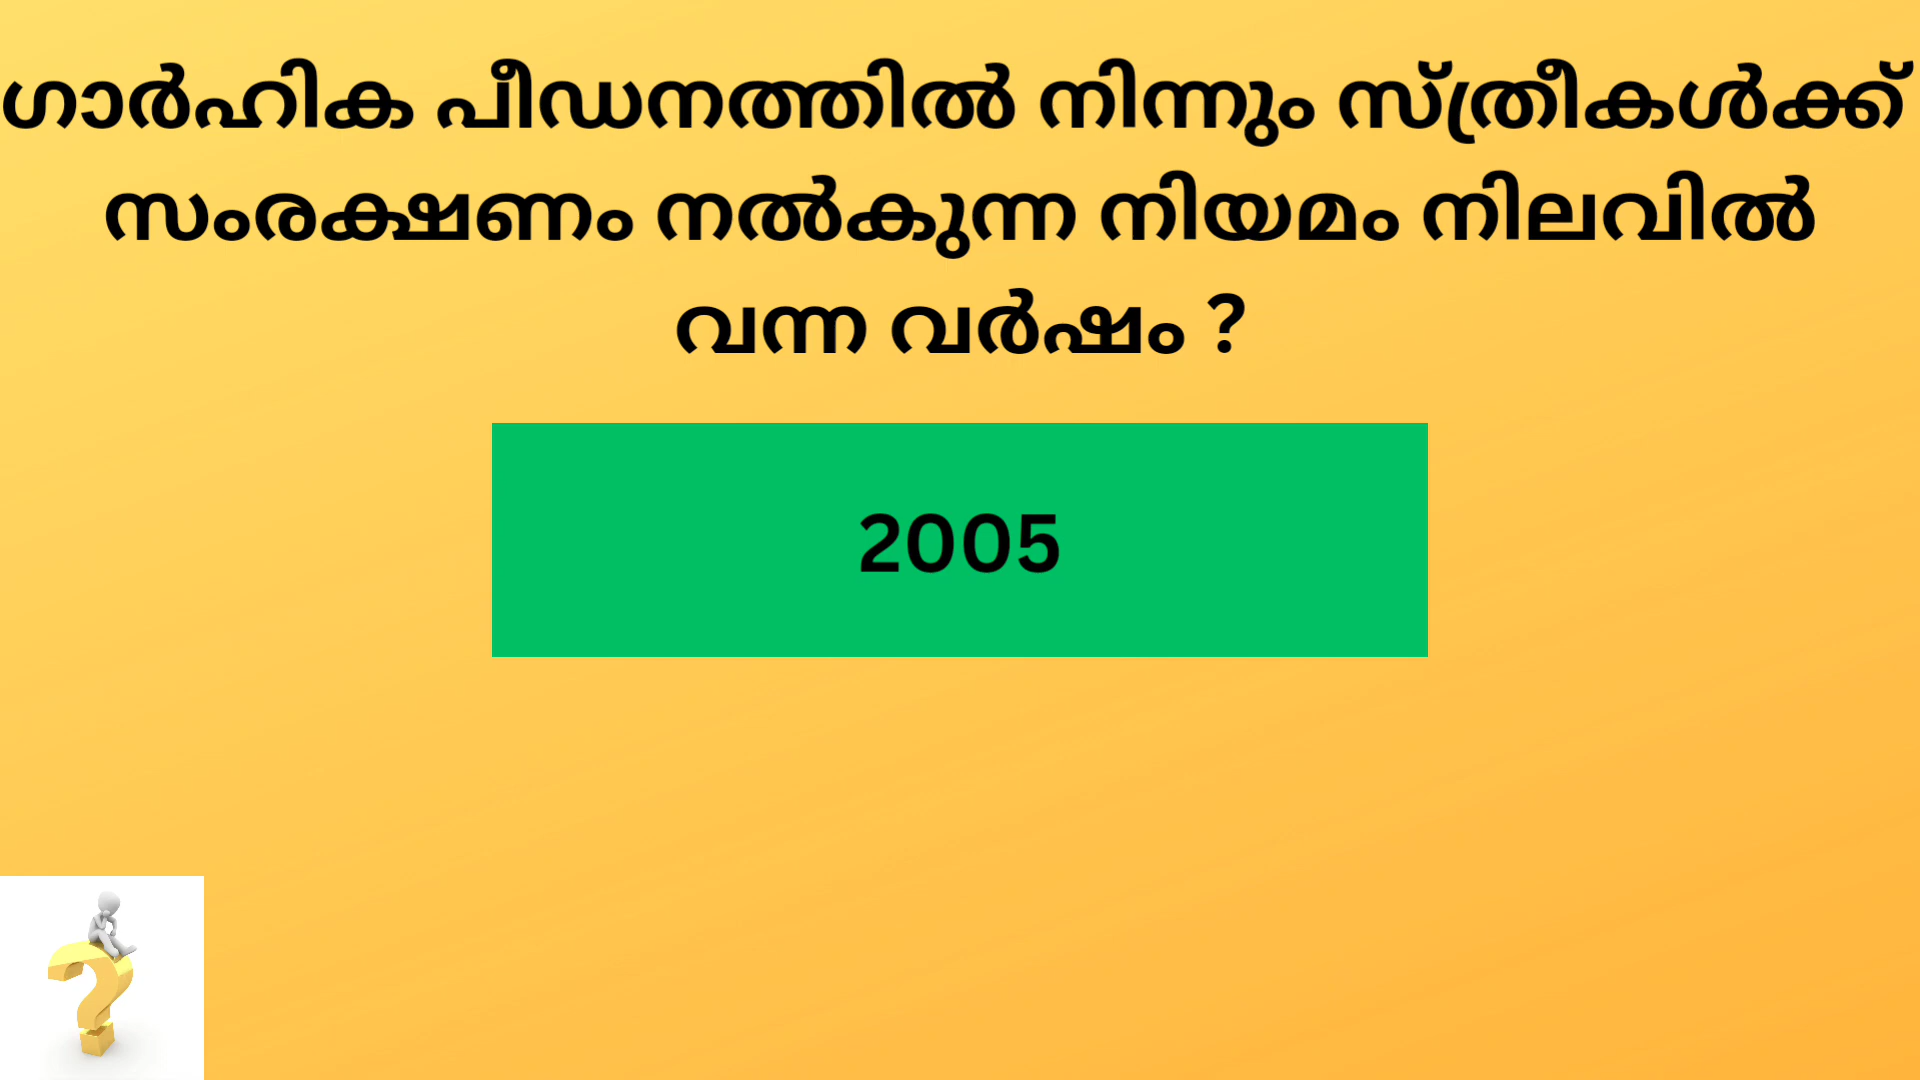 ഗാർഹിക പീഡനത്തിൽ നിന്നും സ്ത്രീകൾക്ക്
സംരക്ഷണം നൽകുന്ന നിയമം നിലവിൽ
വന്ന വർഷം ?
2005